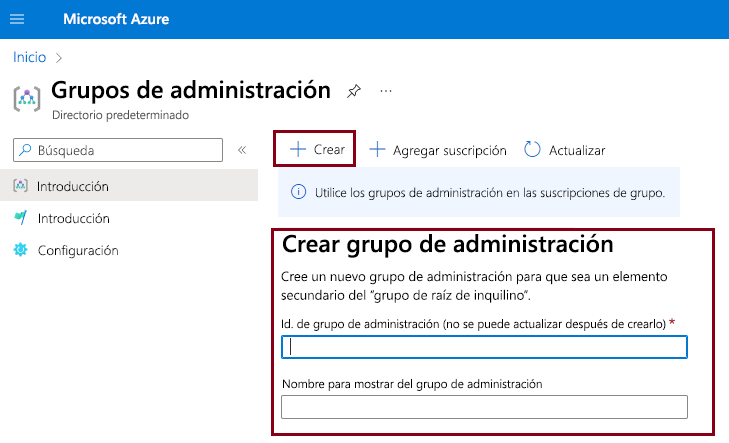 Microsoft Azure
Inicio >
Grupos de administración ...
Directorio predeterminado
Búsqueda «
Introducción
Introducción
Configuración
+ Crear + Agregar suscripción Actualizar
Utilice los grupos de administración en las suscripciones de grupo.
Crear grupo de administración
Cree un nuevo grupo de administración para que sea un elemento
secundario del “grupo de raíz de inquilino”.
Id. de grupo de administración (no se puede actualizar después de crearlo) *
Nombre para mostrar del grupo de administración